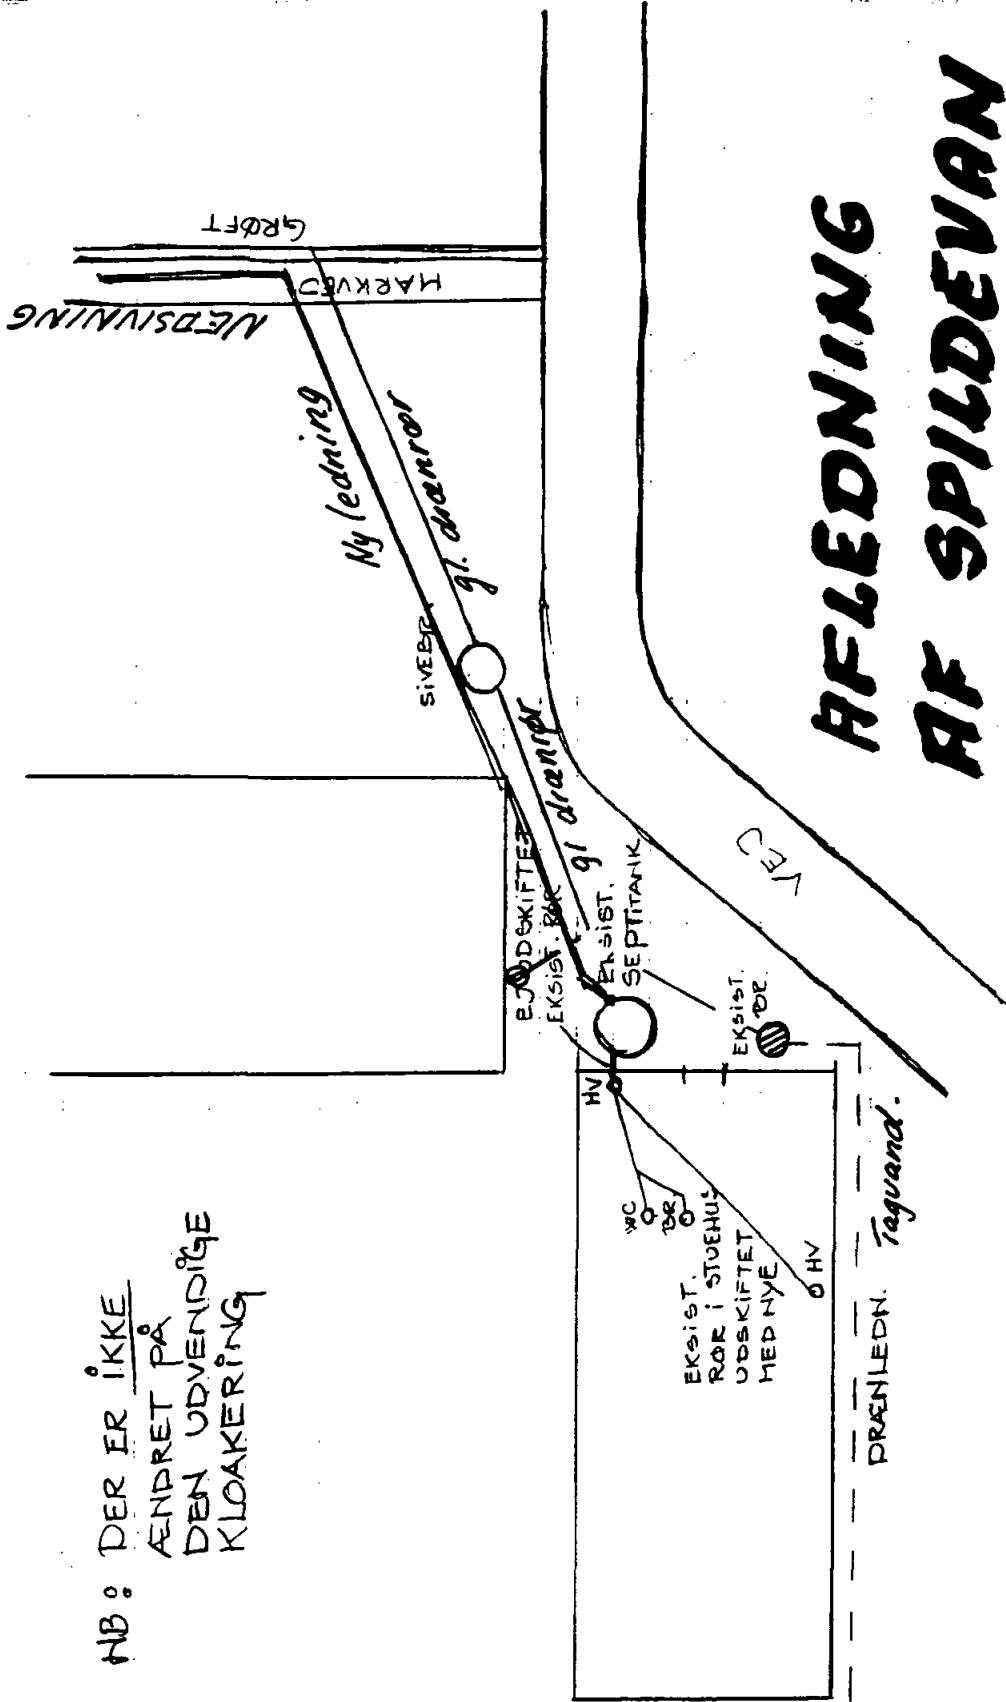 NB: DER ER IKKE
ÆNDRET PÅ
DEN UDVENDIGE
KLOAKERING
NEDSIVNING
GRØFT
MARKVEJ
Ny ledning
gl. drænrør
SIVEBR.
gl drænrør.
EJ UDSKIFTET
EKSIST. RØR
EKSIST.
SEPTITANK
EKSIST.
BR.
HV
WC
BR.
EKSIST.
RØR I STUEHUS
UDSKIFTET
MED NYE
HV
DRÆNLEDN. Tagvand.
VEJ
AFLEDNING
AF SPILDEVAN